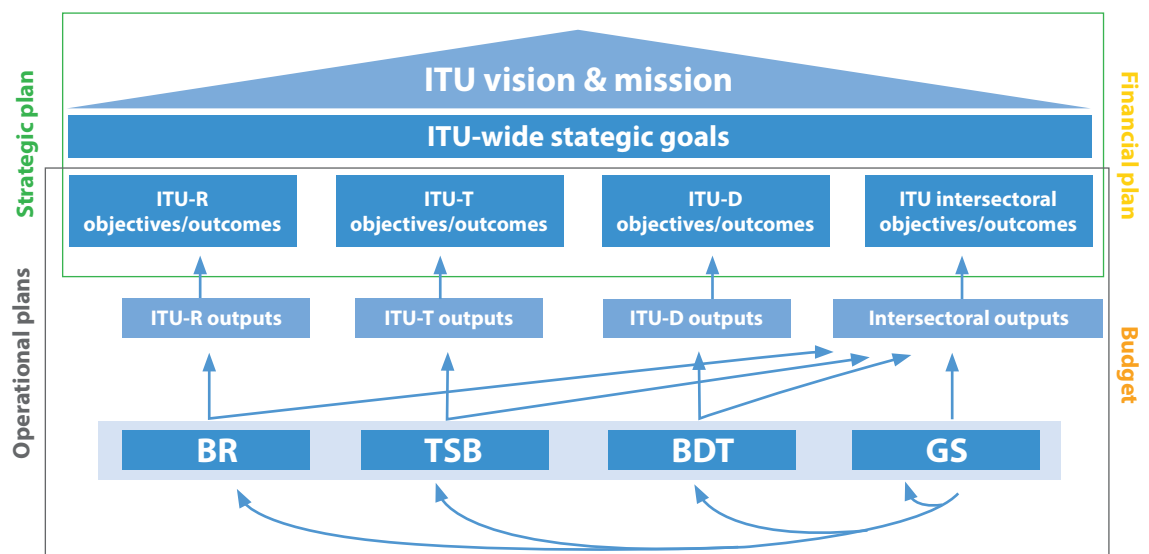 ITU vision & mission
ITU-wide stategic goals
Strategic plan
Financial plan
ITU-R
objectives/outcomes
ITU-T
objectives/outcomes
ITU-D
objectives/outcomes
ITU intersectoral
objectives/outcomes
ITU-R outputs
ITU-T outputs
ITU-D outputs
Intersectoral outputs
Operational plans
Budget
BR
TSB
BDT
GS